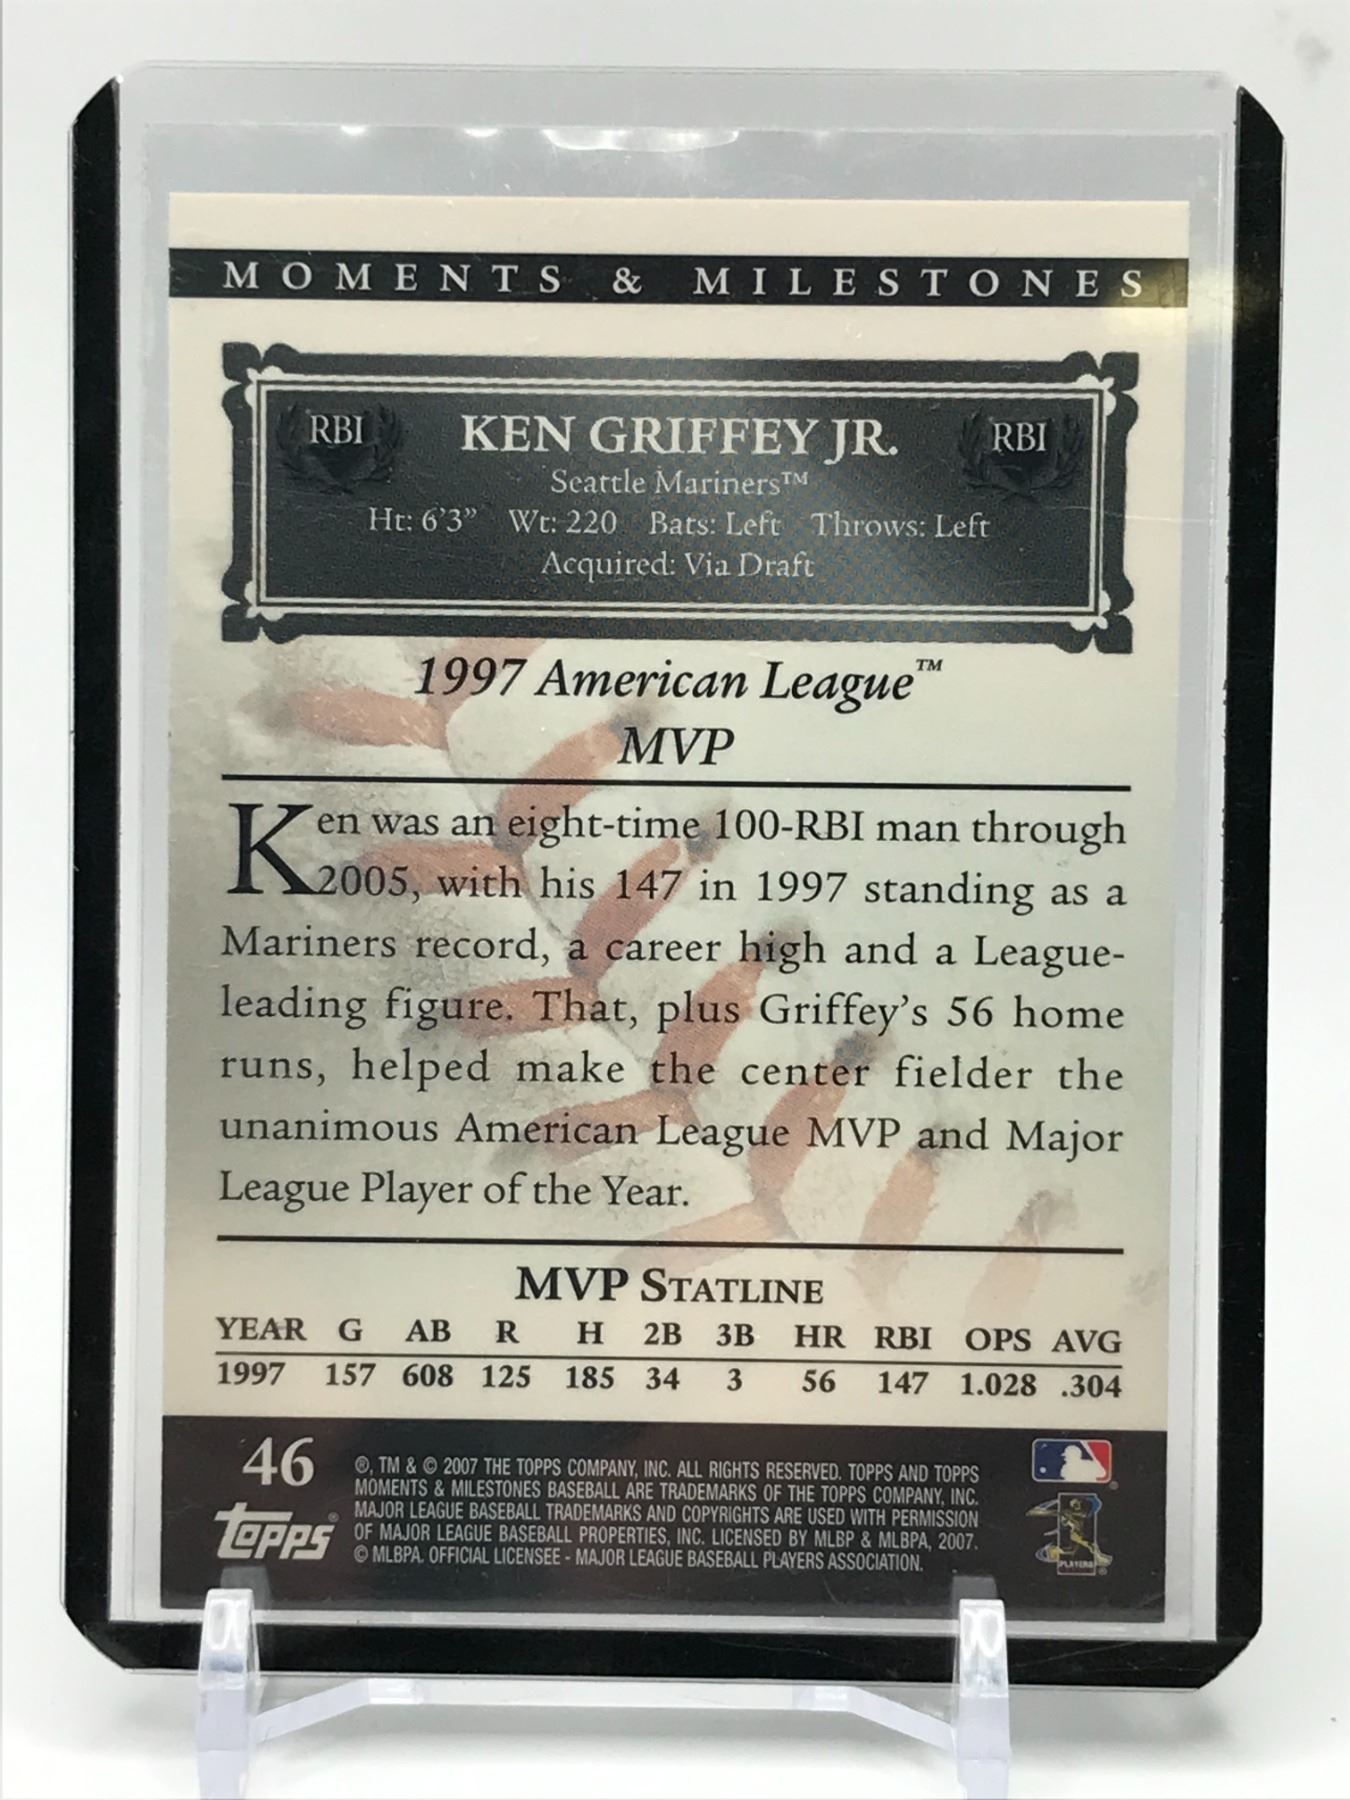 MOMENTS & MILESTONES
RBI KEN GRIFFEY JR. RBI
Seattle Mariners™
Ht: 6'3” Wt: 220 Bats: Left Throws: Left
Acquired: Via Draft
1997 American League™
MVP
Ken was an eight-time 100-RBI man through
2005, with his 147 in 1997 standing as a
Mariners record, a career high and a League-
leading figure. That, plus Griffey’s 56 home
runs, helped make the center fielder the
unanimous American League MVP and Major
League Player of the Year.
MVP STATLINE
YEAR G AB R H 2B 3B HR RBI OPS AVG
1997 157 608 125 185 34 3 56 147 1.028 .304
46
topps®
®, TM & © 2007 THE TOPPS COMPANY, INC. ALL RIGHTS RESERVED. TOPPS AND TOPPS
MOMENTS & MILESTONES BASEBALL ARE TRADEMARKS OF THE TOPPS COMPANY, INC.
MAJOR LEAGUE BASEBALL TRADEMARKS AND COPYRIGHTS ARE USED WITH PERMISSION
OF MAJOR LEAGUE BASEBALL PROPERTIES, INC. LICENSED BY MLBP & MLBPA, 2007.
© MLBPA. OFFICIAL LICENSEE - MAJOR LEAGUE BASEBALL PLAYERS ASSOCIATION.
PLAYERS